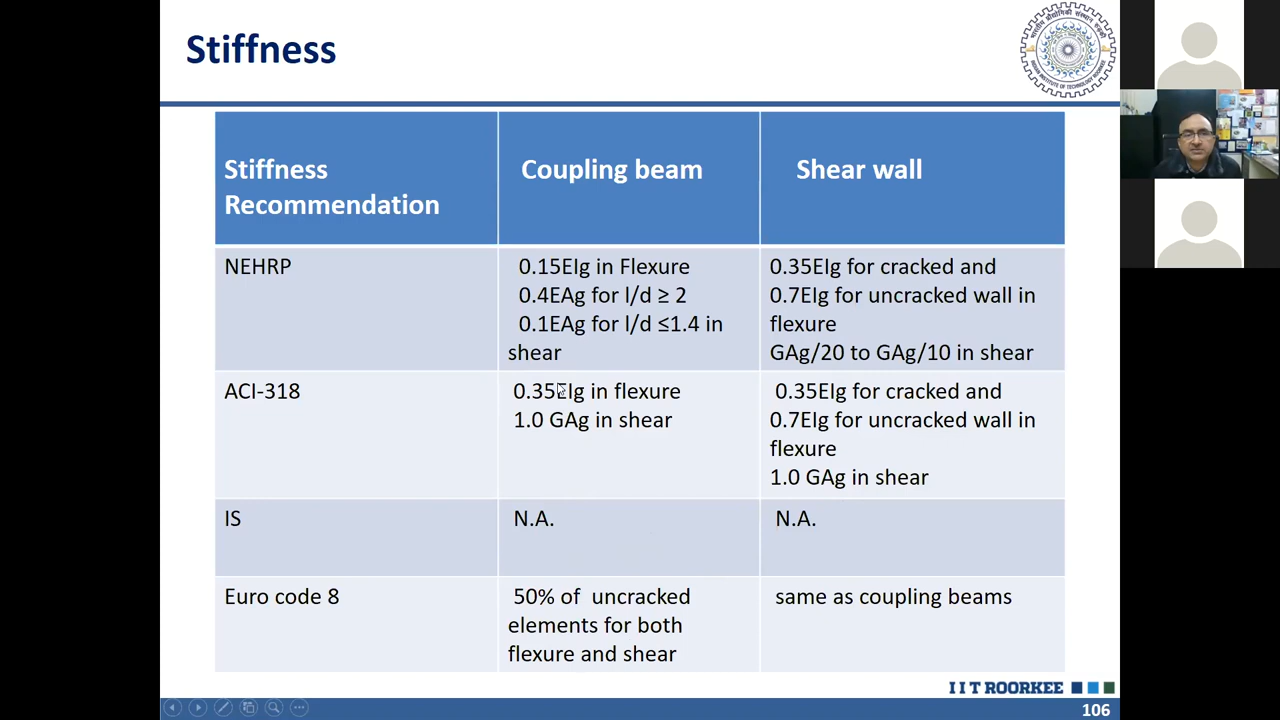 Stiffness
Stiffness
Recommendation
Coupling beam
Shear wall
NEHRP
0.15EIg in Flexure
0.4EAg for l/d ≥ 2
0.1EAg for l/d ≤1.4 in
shear
0.35EIg for cracked and
0.7EIg for uncracked wall in
flexure
GAg/20 to GAg/10 in shear
ACI-318
0.35EIg in flexure
1.0 GAg in shear
0.35EIg for cracked and
0.7EIg for uncracked wall in
flexure
1.0 GAg in shear
IS
N.A.
N.A.
Euro code 8
50% of uncracked
elements for both
flexure and shear
same as coupling beams
I I T ROORKEE
106